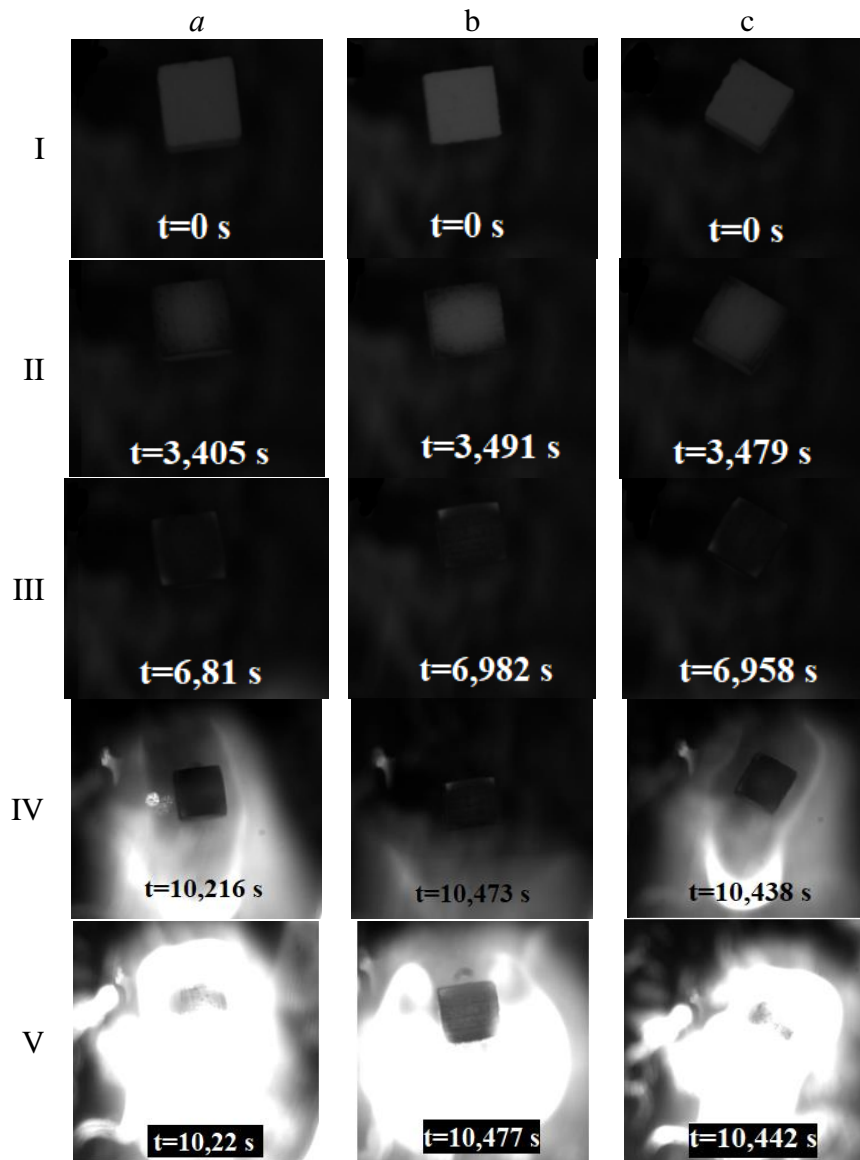 a b c
I
t=0 s t=0 s t=0 s
II
t=3,405 s t=3,491 s t=3,479 s
III
t=6,81 s t=6,982 s t=6,958 s
IV
t=10,216 s t=10,473 s t=10,438 s
V
t=10,22 s t=10,477 s t=10,442 s